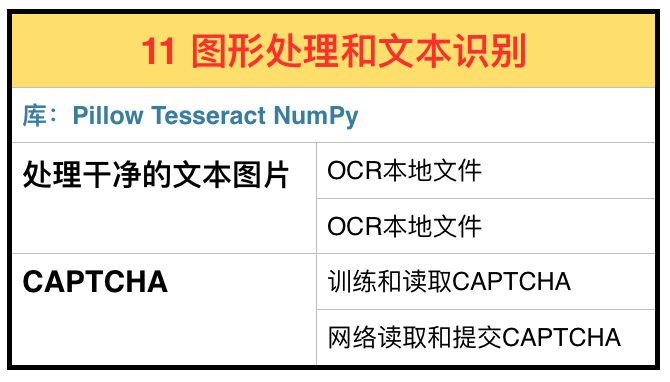 11 图形处理和文本识别
库：Pillow Tesseract NumPy
处理干净的文本图片
OCR本地文件
OCR本地文件
CAPTCHA
训练和读取CAPTCHA
网络读取和提交CAPTCHA